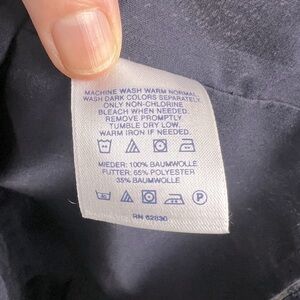 MACHINE WASH WARM NORMAL.
WASH DARK COLORS SEPARATELY.
ONLY NON-CHLORINE
BLEACH WHEN NEEDED.
REMOVE PROMPTLY
TUMBLE DRY LOW.
WARM IRON IF NEEDED.
MIEDER: 100% BAUMWOLLE
FUTTER: 65% POLYESTER
35% BAUMWOLLE
RN 62830